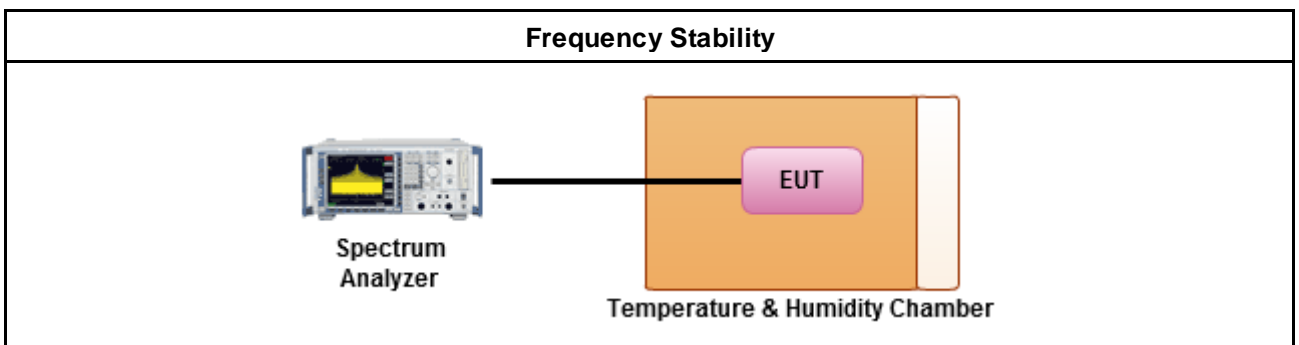 Frequency Stability
EUT
Spectrum
Analyzer
Temperature & Humidity Chamber